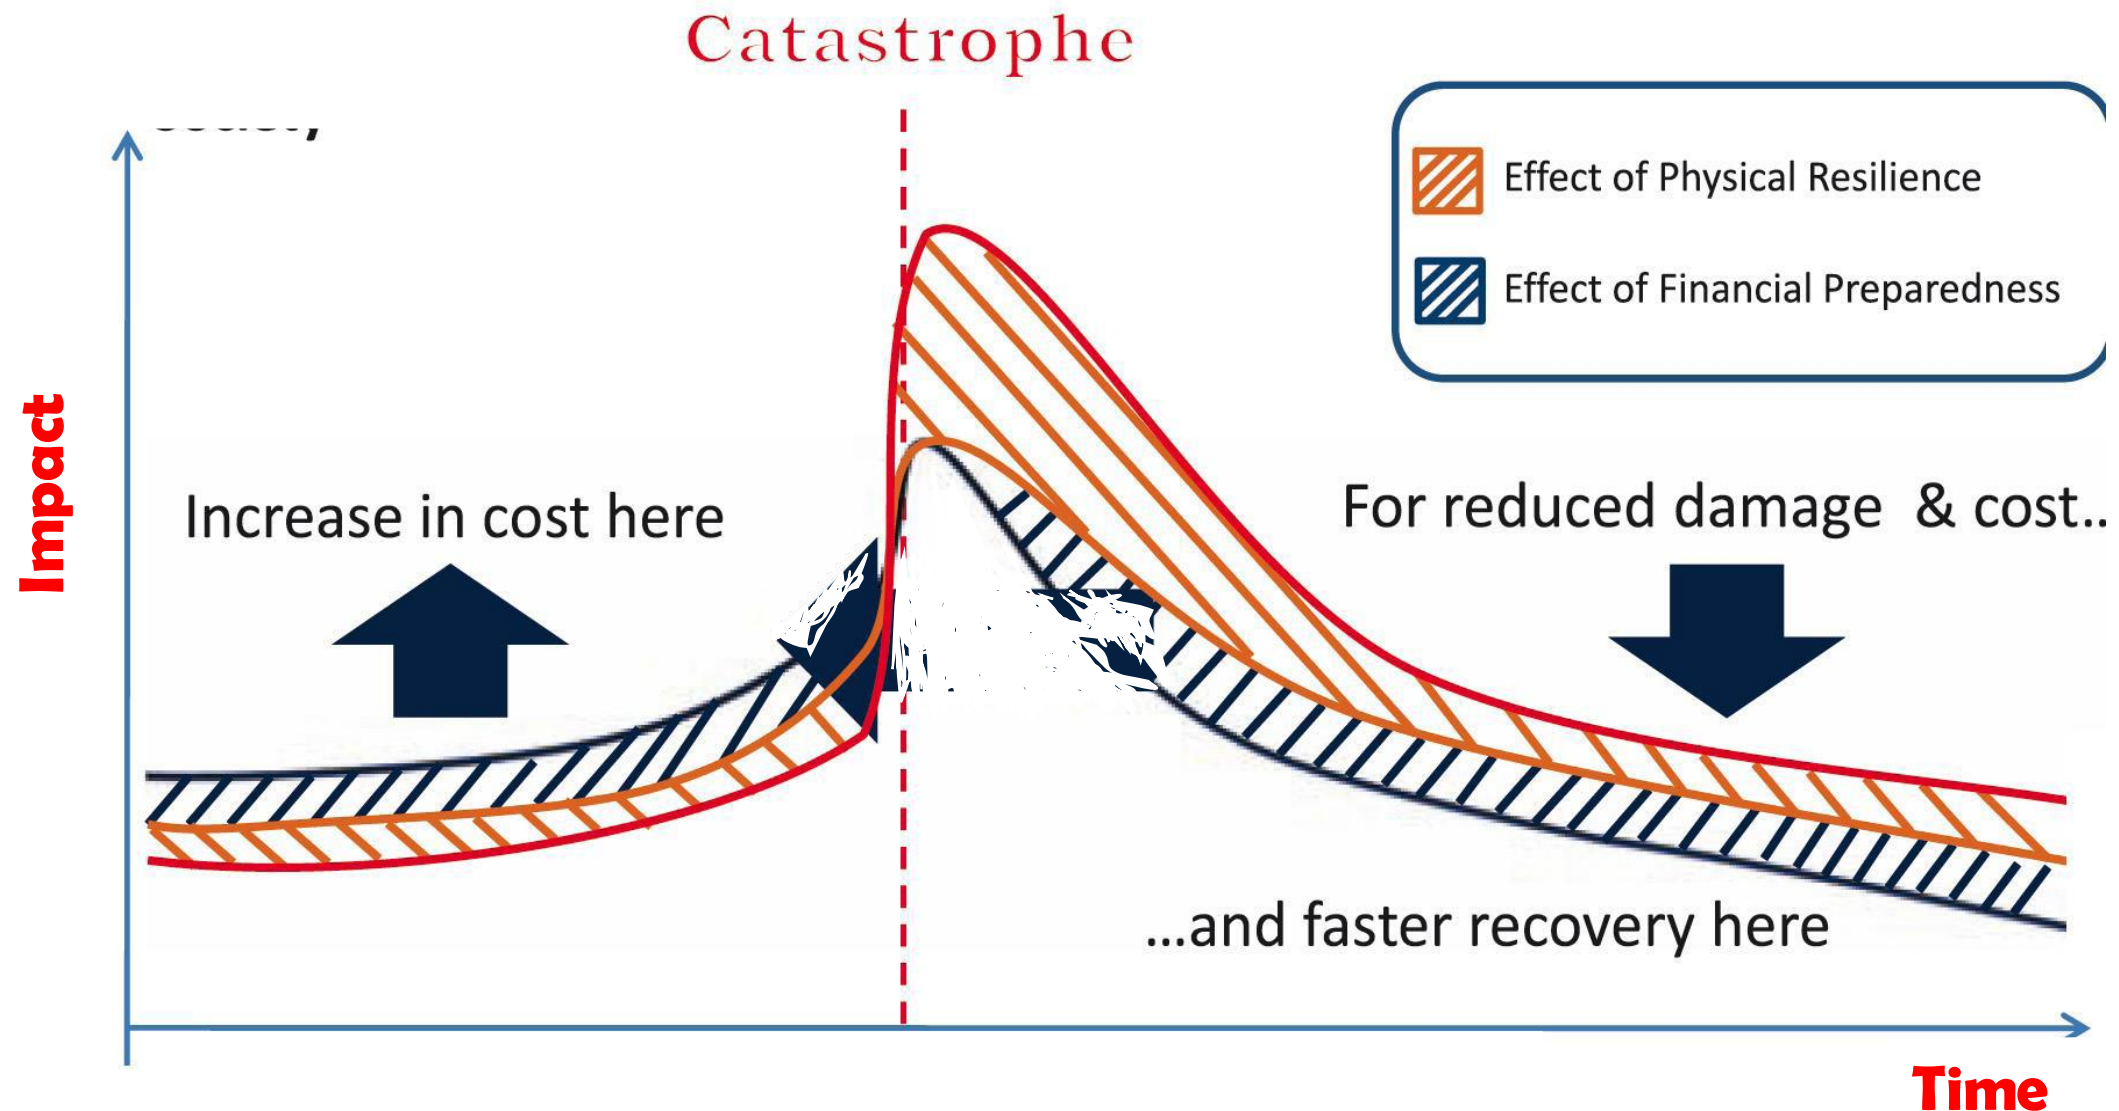 Catastrophe
Effect of Physical Resilience
Effect of Financial Preparedness
Impact
Increase in cost here
For reduced damage & cost..
...and faster recovery here
Time